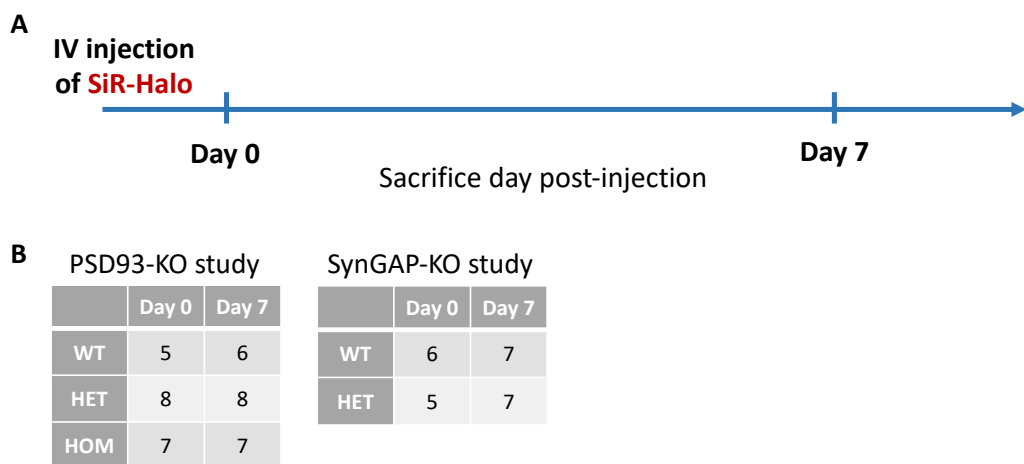 A
IV injection
of SiR-Halo
Day 0
Day 7
Sacrifice day post-injection
B
PSD93-KO study
Day 0 Day 7
WT 5 6
HET 8 8
HOM 7 7
SynGAP-KO study
Day 0 Day 7
WT 6 7
HET 5 7